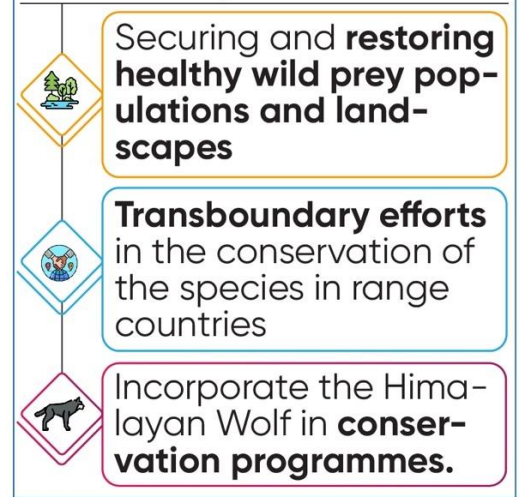 Securing and restoring
healthy wild prey pop-
ulations and land-
scapes
Transboundary efforts
in the conservation of
the species in range
countries
Incorporate the Hima-
layan Wolf in conser-
vation programmes.